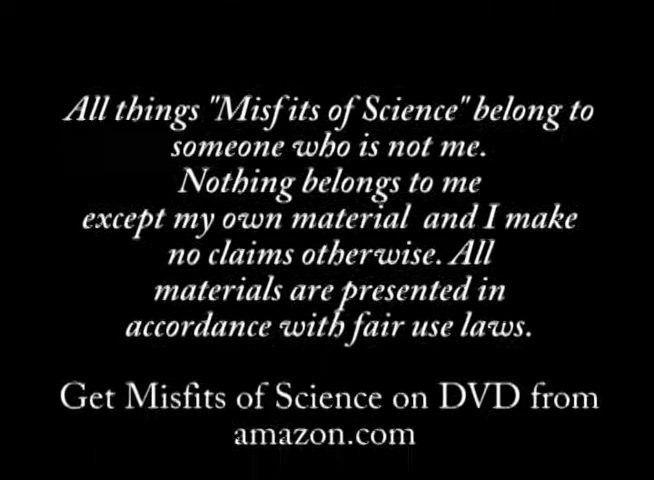 All things "Misfits of Science" belong to
someone who is not me.
Nothing belongs to me
except my own material and I make
no claims otherwise. All
materials are presented in
accordance with fair use laws.
Get Misfits of Science on DVD from
amazon.com